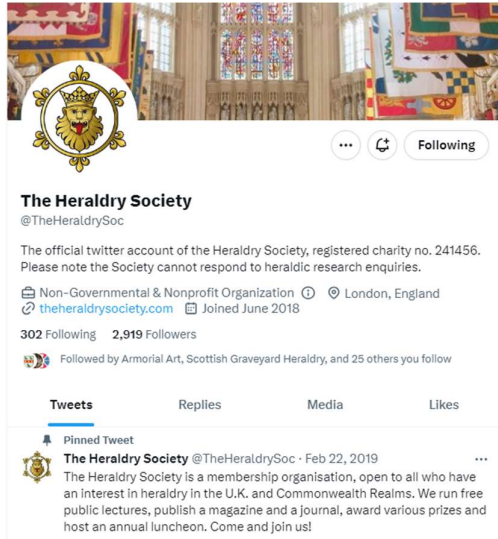 Following
The Heraldry Society
@TheHeraldrySoc
The official twitter account of the Heraldry Society, registered charity no. 241456.
Please note the Society cannot respond to heraldic research enquiries.
Non-Governmental & Nonprofit Organization London, England
theheraldrysociety.com Joined June 2018
302 Following 2,919 Followers
Followed by Armorial Art, Scottish Graveyard Heraldry, and 25 others you follow
Tweets Replies Media Likes
Pinned Tweet
The Heraldry Society @TheHeraldrySoc · Feb 22, 2019
The Heraldry Society is a membership organisation, open to all who have
an interest in heraldry in the U.K. and Commonwealth Realms. We run free
public lectures, publish a magazine and a journal, award various prizes and
host an annual luncheon. Come and join us!